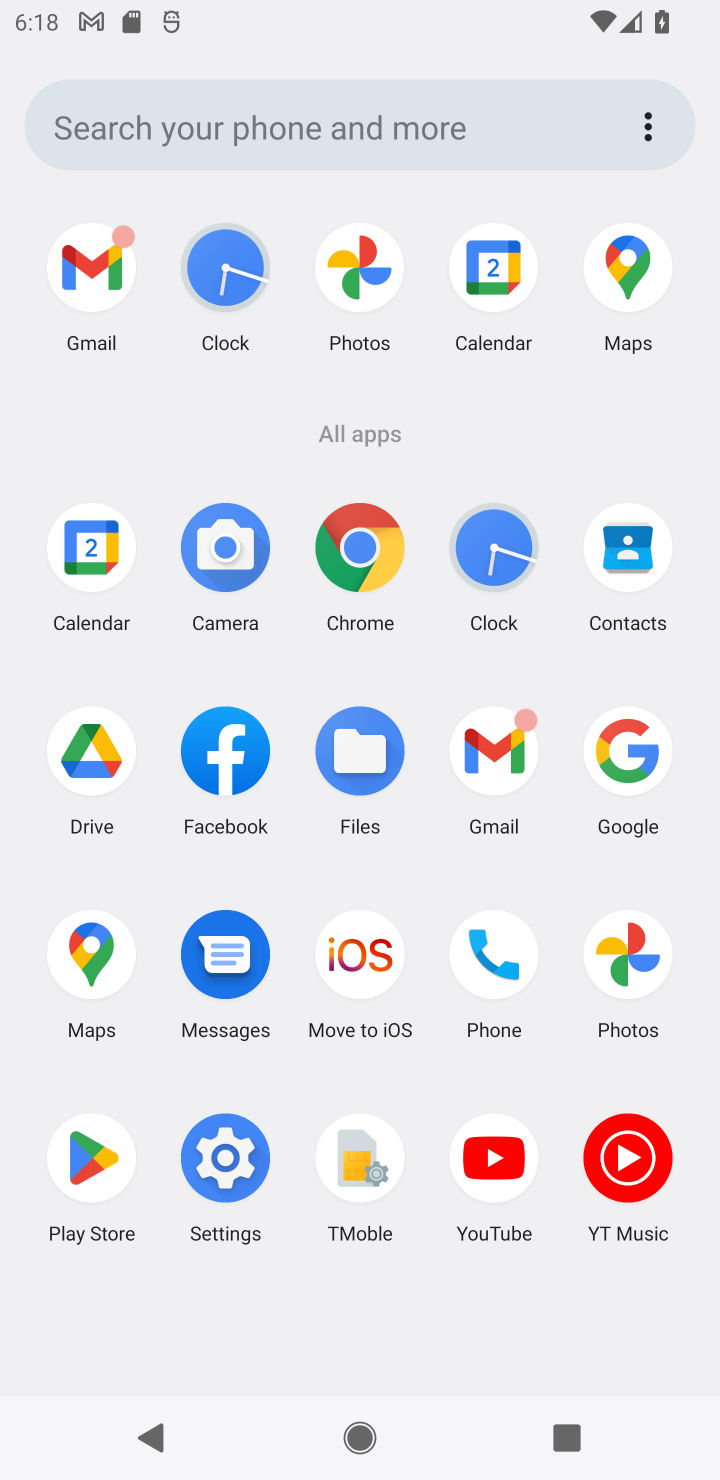 6:18
Search your phone and more
Gmail Clock Photos Calendar Maps
All apps
Calendar Camera Chrome Clock Contacts
Drive Facebook Files Gmail Google
Maps Messages Move to iOS Phone Photos
Play Store Settings TMoble YouTube YT Music